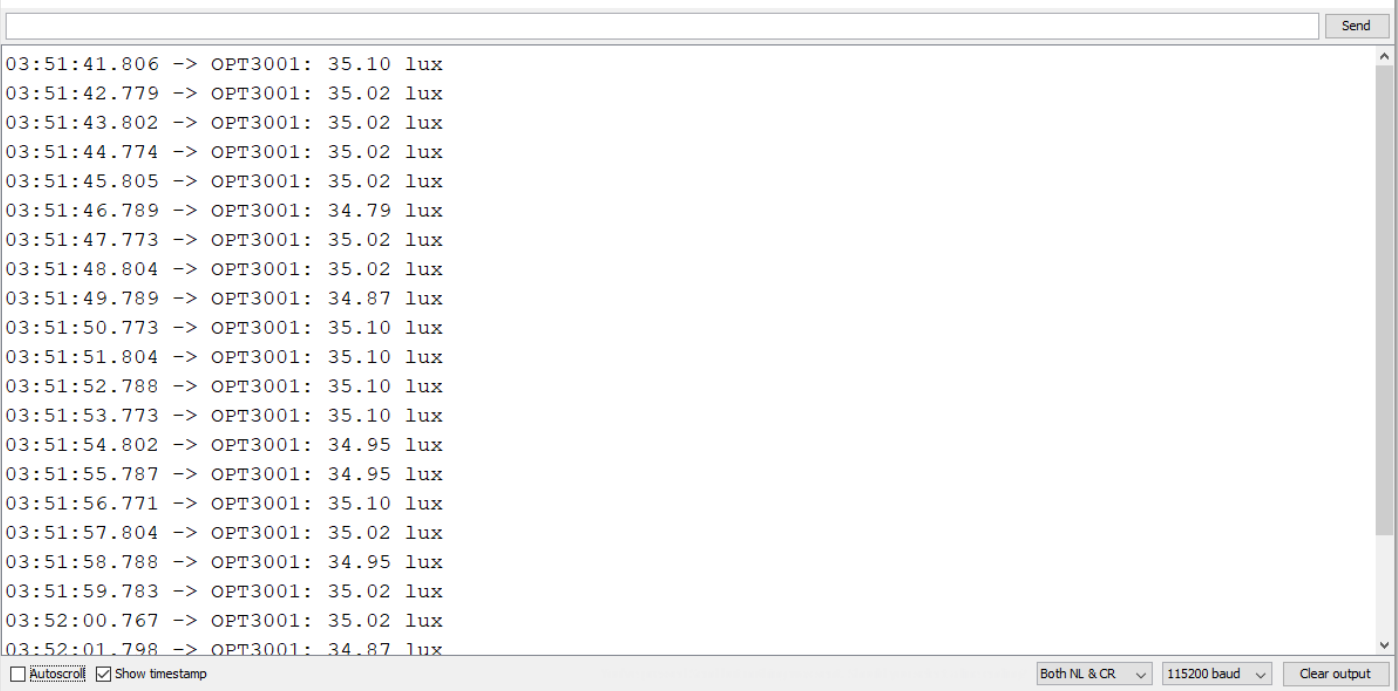 Send
03:51:41.806 -> OPT3001: 35.10 lux
03:51:42.779 -> OPT3001: 35.02 lux
03:51:43.802 -> OPT3001: 35.02 lux
03:51:44.774 -> OPT3001: 35.02 lux
03:51:45.805 -> OPT3001: 35.02 lux
03:51:46.789 -> OPT3001: 34.79 lux
03:51:47.773 -> OPT3001: 35.02 lux
03:51:48.804 -> OPT3001: 35.02 lux
03:51:49.789 -> OPT3001: 34.87 lux
03:51:50.773 -> OPT3001: 35.10 lux
03:51:51.804 -> OPT3001: 35.10 lux
03:51:52.788 -> OPT3001: 35.10 lux
03:51:53.773 -> OPT3001: 35.10 lux
03:51:54.802 -> OPT3001: 34.95 lux
03:51:55.787 -> OPT3001: 34.95 lux
03:51:56.771 -> OPT3001: 35.10 lux
03:51:57.804 -> OPT3001: 35.02 lux
03:51:58.788 -> OPT3001: 34.95 lux
03:51:59.783 -> OPT3001: 35.02 lux
03:52:00.767 -> OPT3001: 35.02 lux
03:52:01.798 -> OPT3001: 34.87 lux
Autoscroll Show timestamp Both NL & CR 115200 baud Clear output